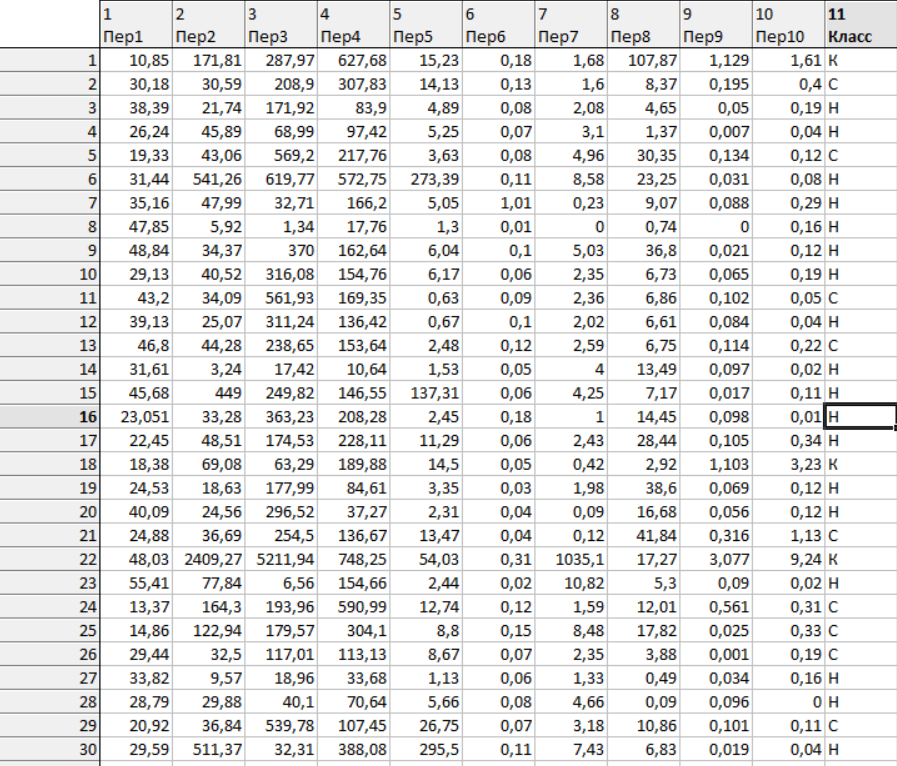 1 2 3 4 5 6 7 8 9 10 11
Пер1 Пер2 Пер3 Пер4 Пер5 Пер6 Пер7 Пер8 Пер9 Пер10 Класс
1 10,85 171,81 287,97 627,68 15,23 0,18 1,68 107,87 1,129 1,61 К
2 30,18 30,59 208,9 307,83 14,13 0,13 1,6 8,37 0,195 0,4 С
3 38,39 21,74 171,92 83,9 4,89 0,08 2,08 4,65 0,05 0,19 Н
4 26,24 45,89 68,99 97,42 5,25 0,07 3,1 1,37 0,007 0,04 Н
5 19,33 43,06 569,2 217,76 3,63 0,08 4,96 30,35 0,134 0,12 С
6 31,44 541,26 619,77 572,75 273,39 0,11 8,58 23,25 0,031 0,08 Н
7 35,16 47,99 32,71 166,2 5,05 1,01 0,23 9,07 0,088 0,29 Н
8 47,85 5,92 1,34 17,76 1,3 0,01 0 0,74 0 0,16 Н
9 48,84 34,37 370 162,64 6,04 0,1 5,03 36,8 0,021 0,12 Н
10 29,13 40,52 316,08 154,76 6,17 0,06 2,35 6,73 0,065 0,19 Н
11 43,2 34,09 561,93 169,35 0,63 0,09 2,36 6,86 0,102 0,05 С
12 39,13 25,07 311,24 136,42 0,67 0,1 2,02 6,61 0,084 0,04 Н
13 46,8 44,28 238,65 153,64 2,48 0,12 2,59 6,75 0,114 0,22 С
14 31,61 3,24 17,42 10,64 1,53 0,05 4 13,49 0,097 0,02 Н
15 45,68 449 249,82 146,55 137,31 0,06 4,25 7,17 0,017 0,11 Н
16 23,051 33,28 363,23 208,28 2,45 0,18 1 14,45 0,098 0,01 Н
17 22,45 48,51 174,53 228,11 11,29 0,06 2,43 28,44 0,105 0,34 Н
18 18,38 69,08 63,29 189,88 14,5 0,05 0,42 2,92 1,103 3,23 К
19 24,53 18,63 177,99 84,61 3,35 0,03 1,98 38,6 0,069 0,12 Н
20 40,09 24,56 296,52 37,27 2,31 0,04 0,09 16,68 0,056 0,12 Н
21 24,88 36,69 254,5 136,67 13,47 0,04 0,12 41,84 0,316 1,13 С
22 48,03 2409,27 5211,94 748,25 54,03 0,31 1035,1 17,27 3,077 9,24 К
23 55,41 77,84 6,56 154,66 2,44 0,02 10,82 5,3 0,09 0,02 Н
24 13,37 164,3 193,96 590,99 12,74 0,12 1,59 12,01 0,561 0,31 С
25 14,86 122,94 179,57 304,1 8,8 0,15 8,48 17,82 0,025 0,33 С
26 29,44 32,5 117,01 113,13 8,67 0,07 2,35 3,88 0,001 0,19 С
27 33,82 9,57 18,96 33,68 1,13 0,06 1,33 0,49 0,034 0,16 Н
28 28,79 29,88 40,1 70,64 5,66 0,08 4,66 0,09 0,096 0 Н
29 20,92 36,84 539,78 107,45 26,75 0,07 3,18 10,86 0,101 0,11 С
30 29,59 511,37 32,31 388,08 295,5 0,11 7,43 6,83 0,019 0,04 Н